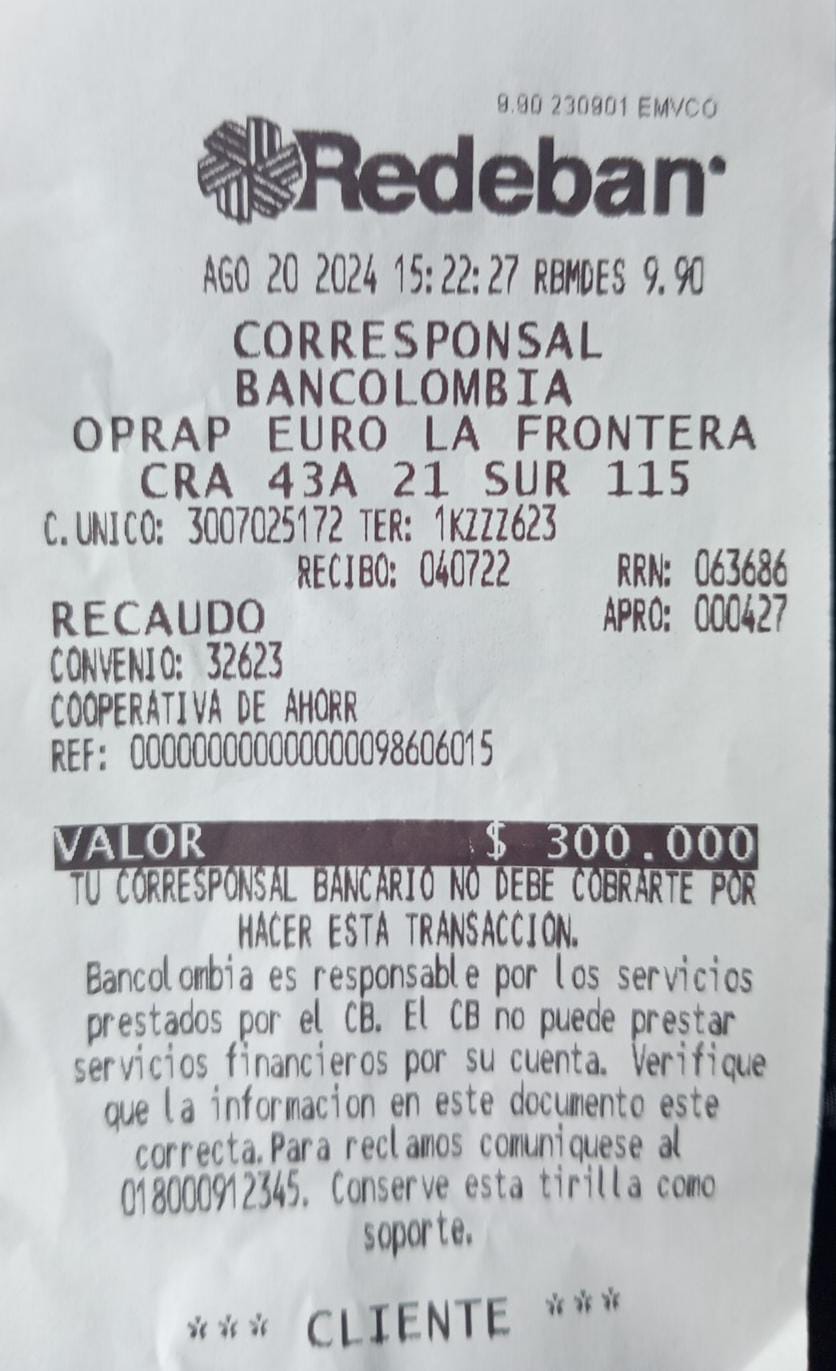 9.90 230901 EMVCO
Redeban
AGO 20 2024 15:22:27 RBMDES 9.90
CORRESPONSAL
BANCOLOMBIA
OPRAP EURO LA FRONTERA
CRA 43A 21 SUR 115
C.UNICO: 3007025172 TER: 1KZZZ623
RECIBO: 040722 RRN: 063686
RECAUDO APRO: 000427
CONVENIO: 32623
COOPERATIVA DE AHORR
REF: 000000000000000098606015
VALOR $ 300.000
TU CORRESPONSAL BANCARIO NO DEBE COBRARTE POR
HACER ESTA TRANSACCION.
Bancolombia es responsable por los servicios
prestados por el CB. El CB no puede prestar
servicios financieros por su cuenta. Verifique
que la informacion en este documento este
correcta.Para reclamos comuniquese al
018000912345. Conserve esta tirilla como
soporte.
*** CLIENTE ***